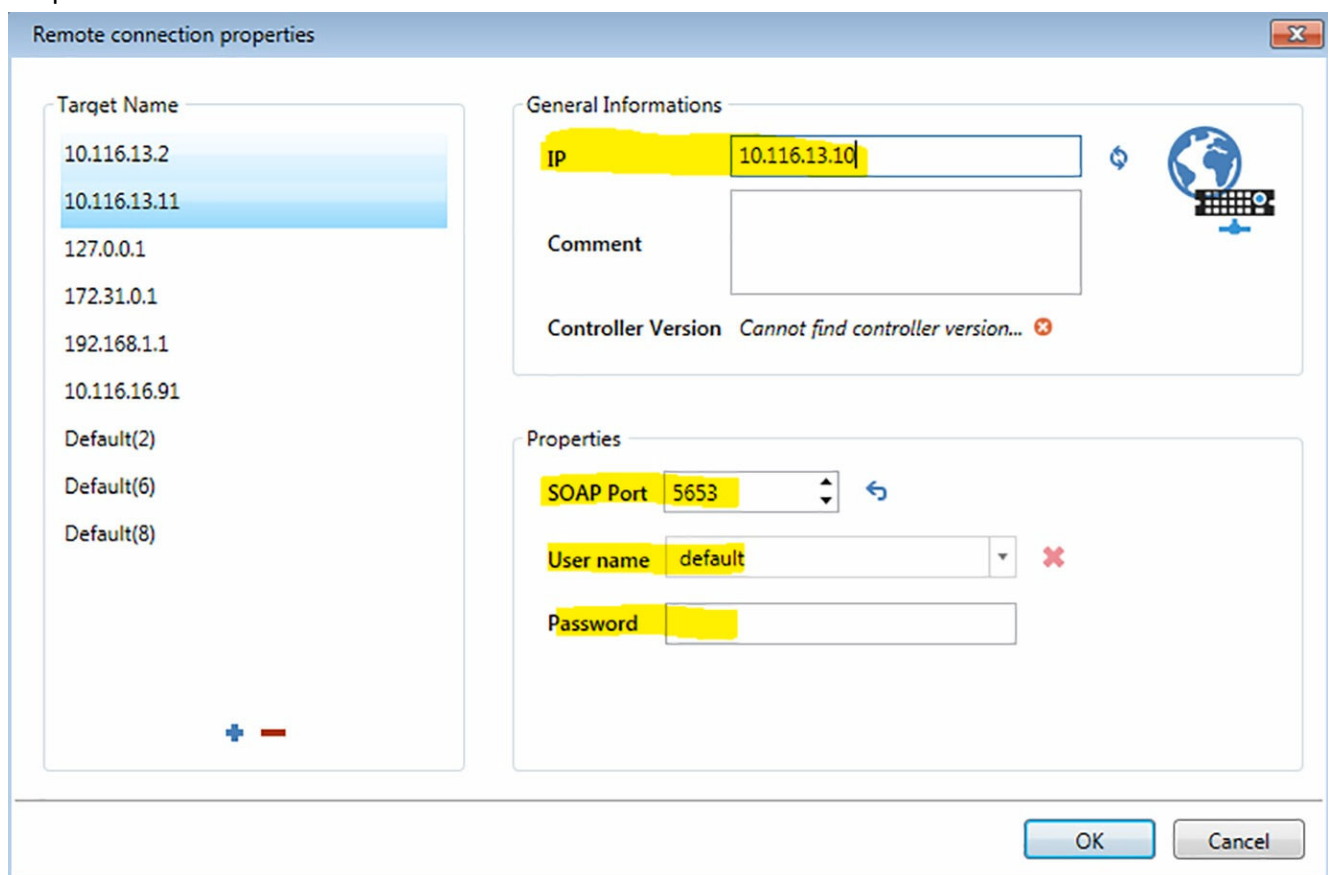 Remote connection properties
Target Name
10.116.13.2
10.116.13.11
127.0.0.1
172.31.0.1
192.168.1.1
10.116.16.91
Default(2)
Default(6)
Default(8)
General Informations
IP 10.116.13.10
Comment
Controller Version Cannot find controller version...
Properties
SOAP Port 5653
User name default
Password
OK Cancel